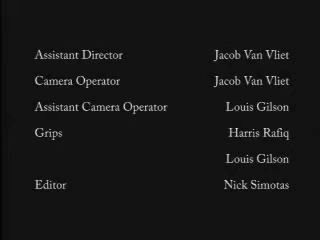 Assistant Director Jacob Van Vliet
Camera Operator Jacob Van Vliet
Assistant Camera Operator Louis Gilson
Grips Harris Rafiq
Louis Gilson
Editor Nick Simotas